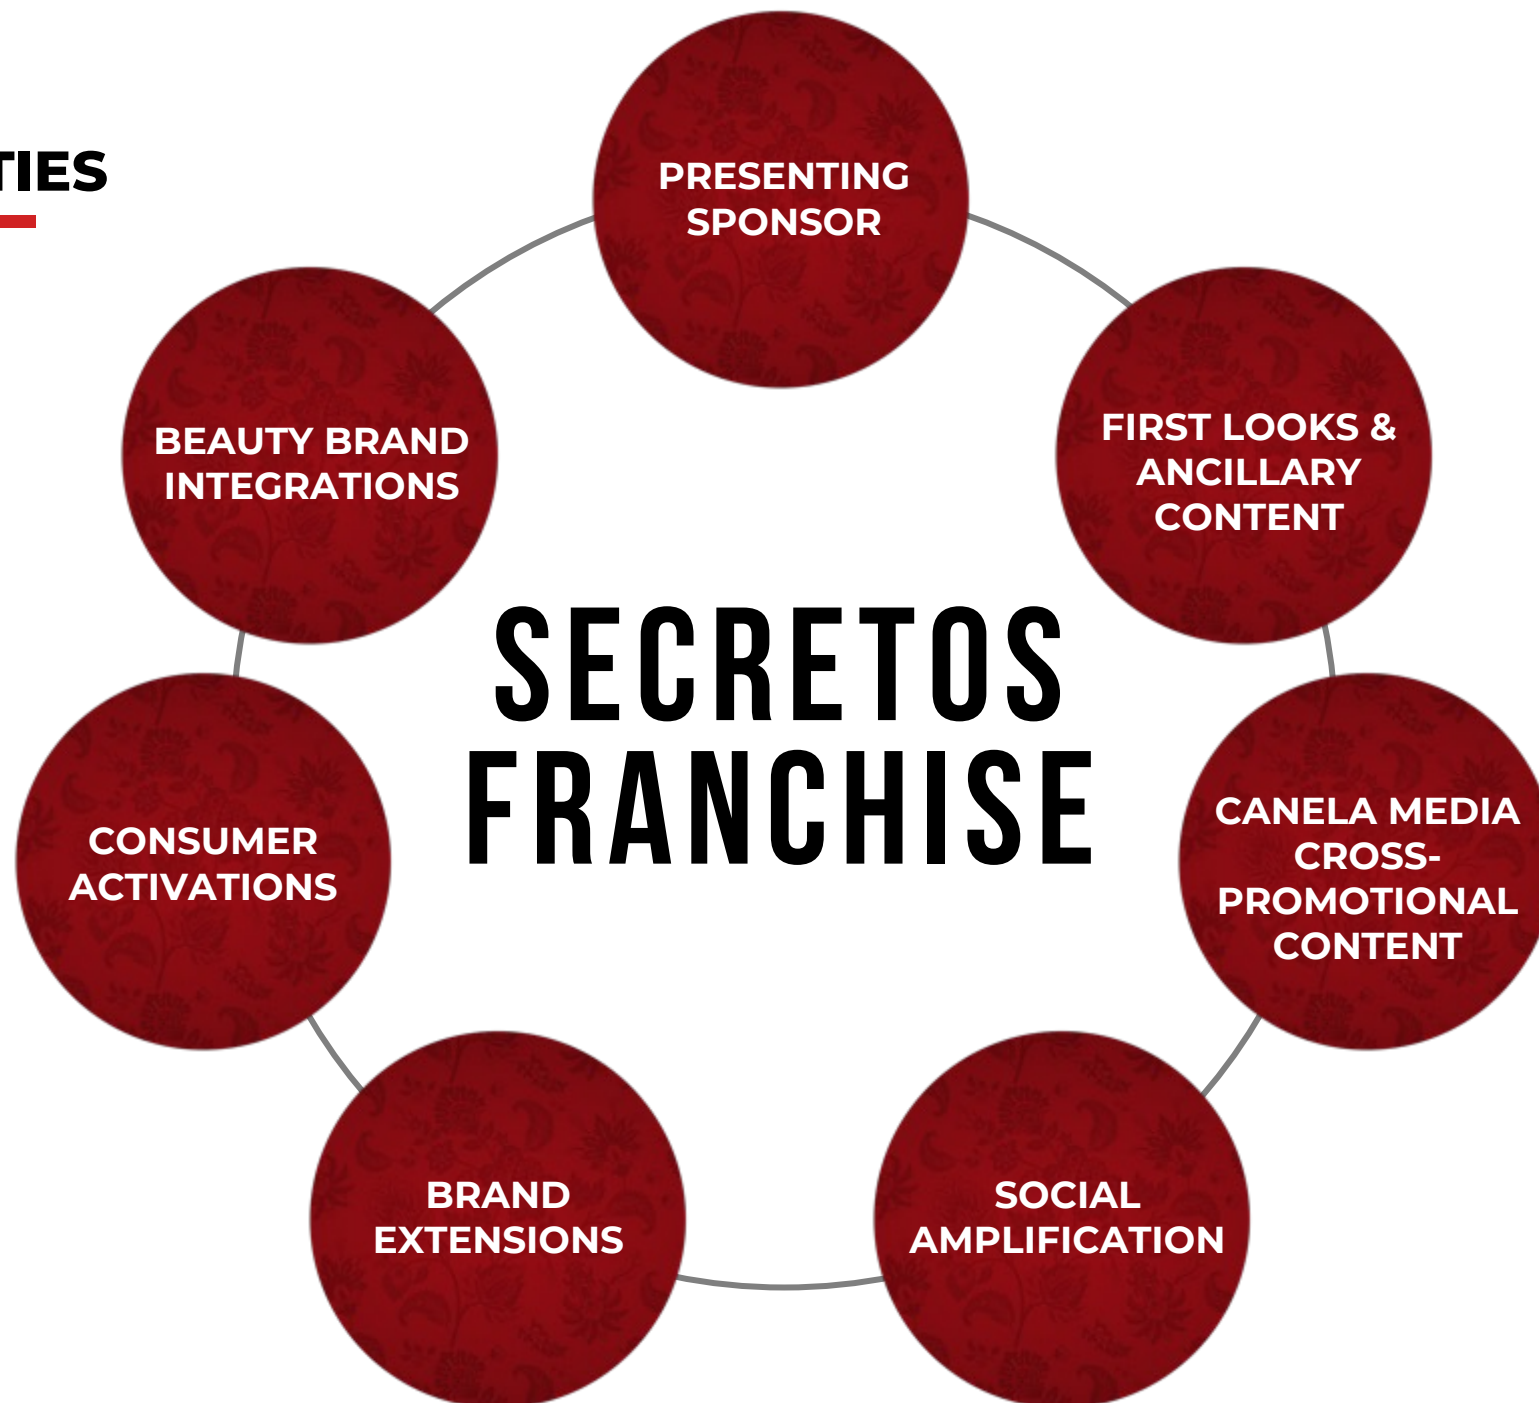 TIES
PRESENTING
SPONSOR
FIRST LOOKS &
ANCILLARY
CONTENT
BEAUTY BRAND
INTEGRATIONS
SECRETOS
FRANCHISE
CANELA MEDIA
CROSS-
PROMOTIONAL
CONTENT
CONSUMER
ACTIVATIONS
SOCIAL
AMPLIFICATION
BRAND
EXTENSIONS